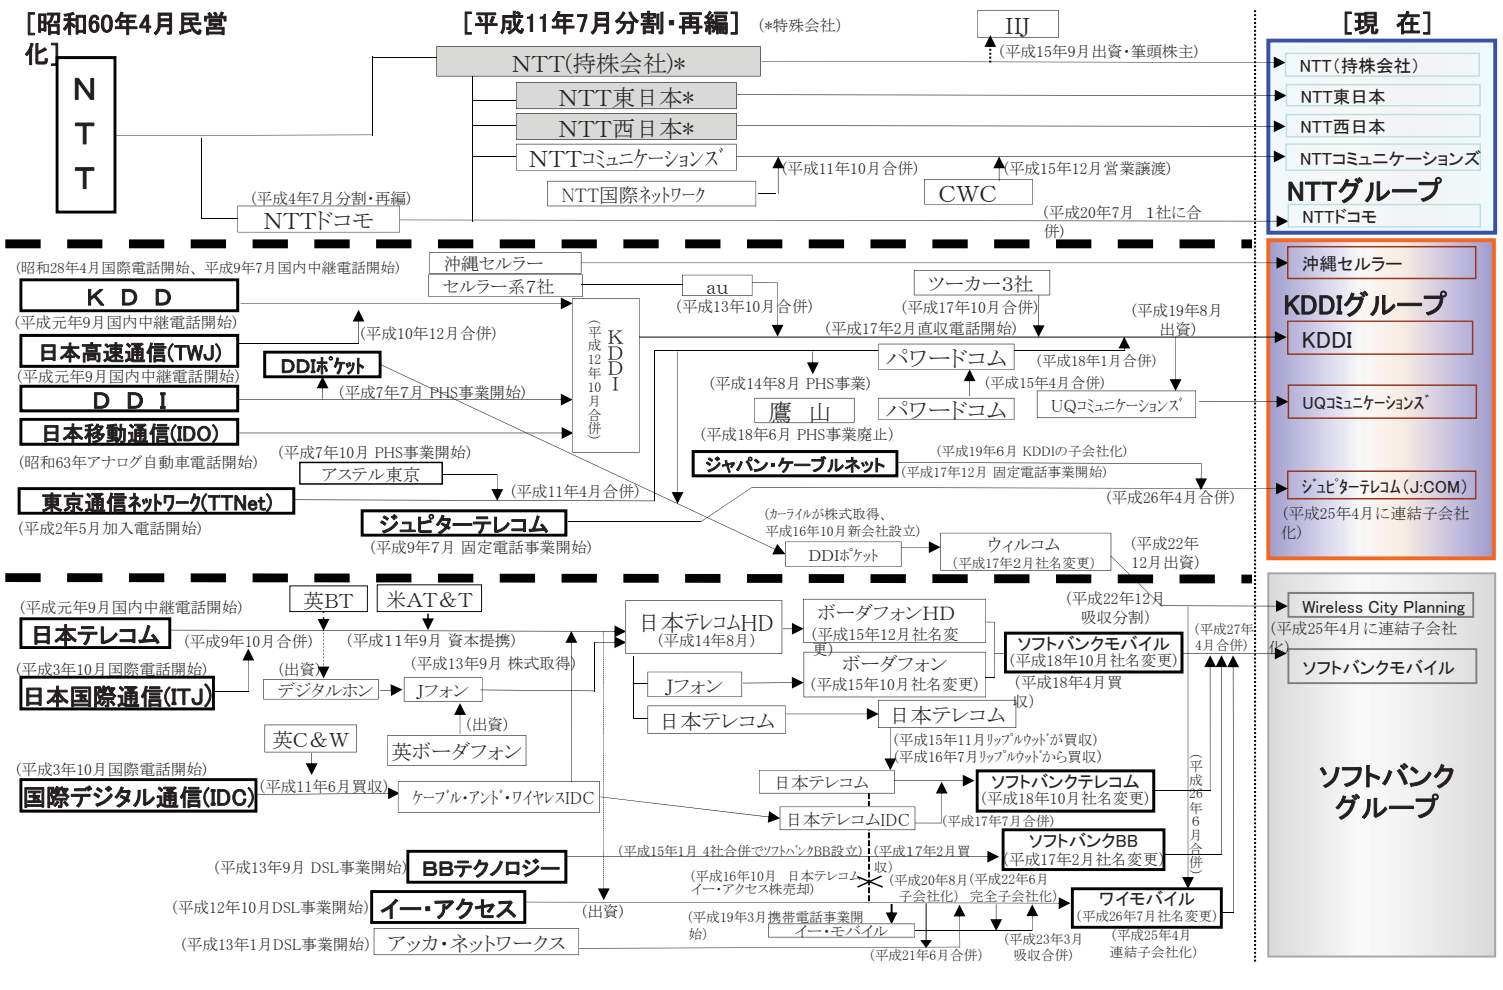 [昭和60年4月民営
化]
[平成11年7月分割・再編]
(*特殊会社)
[現　在]
NTT
IIJ
(平成15年9月出資・筆頭株主)
NTT(持株会社)*
NTT東日本*
NTT西日本*
NTTコミュニケーションズ
(平成11年10月合併)
(平成15年12月営業譲渡)
NTT国際ネットワーク
CWC
(平成4年7月分割・再編)
NTTドコモ
(平成20年7月　1社に合
併)
NTT(持株会社)
NTT東日本
NTT西日本
NTTコミュニケーションズ
NTTグループ
NTTドコモ
(昭和28年4月国際電話開始、平成9年7月国内中継電話開始)
KDD
(平成元年9月国内中継電話開始)
日本高速通信(TWJ)
(平成10年12月合併)
(平成元年9月国内中継電話開始)
DDIポケット
DDI
(平成7年7月 PHS事業開始)
日本移動通信(IDO)
(昭和63年アナログ自動車電話開始)
(平成7年10月 PHS事業開始)
アステル東京
東京通信ネットワーク(TTNet)
(平成11年4月合併)
(平成2年5月加入電話開始)
ジュピターテレコム
(平成9年7月 固定電話事業開始)
沖縄セルラー
セルラー系7社
au
(平成13年10月合併)
ツーカー3社
(平成17年10月合併)
(平成19年8月
出資)
KDDI
(平成12年10月合併)
(平成17年2月直収電話開始)
パワードコム
(平成18年1月合併)
(平成14年8月 PHS事業)
(平成15年4月合併)
鷹　山
パワードコム
UQコミュニケーションズ
(平成18年6月 PHS事業廃止)
ジャパン・ケーブルネット
(平成19年6月 KDDIの子会社化)
(平成17年12月 固定電話事業開始)
(平成26年4月合併)
(カーライルが株式取得、
平成16年10月新会社設立)
DDIポケット
ウィルコム
(平成17年2月社名変更)
(平成22年
12月出資)
沖縄セルラー
KDDIグループ
KDDI
UQコミュニケーションズ
ジュピターテレコム(J:COM)
(平成25年4月に連結子会社
化)
(平成元年9月国内中継電話開始)
英BT
米AT&T
日本テレコム
(平成9年10月合併)
(平成11年9月 資本提携)
(平成3年10月国際電話開始)
日本国際通信(ITJ)
(出資)
(平成13年9月 株式取得)
デジタルホン
Jフォン
(出資)
英C&W
英ボーダフォン
(平成3年10月国際電話開始)
国際デジタル通信(IDC)
(平成11年6月買収)
ケーブル・アンド・ワイヤレスIDC
日本テレコムHD
(平成14年8月)
ボーダフォンHD
(平成15年12月社名変
更)
Jフォン
ボーダフォン
(平成15年10月社名変更)
日本テレコム
日本テレコム
(平成15年11月リップルウッドが買収)
(平成16年7月リップルウッドから買収)
日本テレコム
日本テレコムIDC
(平成17年7月合併)
ソフトバンクモバイル
(平成18年10月社名変更)
(平成18年4月買
収)
(平成22年12月
吸収分割)
(平成27年
4月合併)
ソフトバンクテレコム
(平成18年10月社名変更)
(平成26年6月合併)
(平成15年1月 4社合併でソフトバンクBB設立)
(平成17年2月買
収)
ソフトバンクBB
(平成17年2月社名変更)
(平成13年9月 DSL事業開始)
BBテクノロジー
(平成16年10月　日本テレコム
イー・アクセス株売却)
(平成12年10月DSL事業開始)
イー・アクセス
(出資)
(平成13年1月DSL事業開始)
アッカ・ネットワークス
(平成20年8月
子会社化)
(平成22年6月
完全子会社化)
(平成19年3月携帯電話事業開
始)
イー・モバイル
(平成21年6月合併)
(平成23年3月
吸収合併)
ワイモバイル
(平成26年7月社名変更)
(平成25年4月
連結子会社化)
Wireless City Planning
(平成25年4月に連結子会社
化)
ソフトバンクモバイル
ソフトバンク
グループ